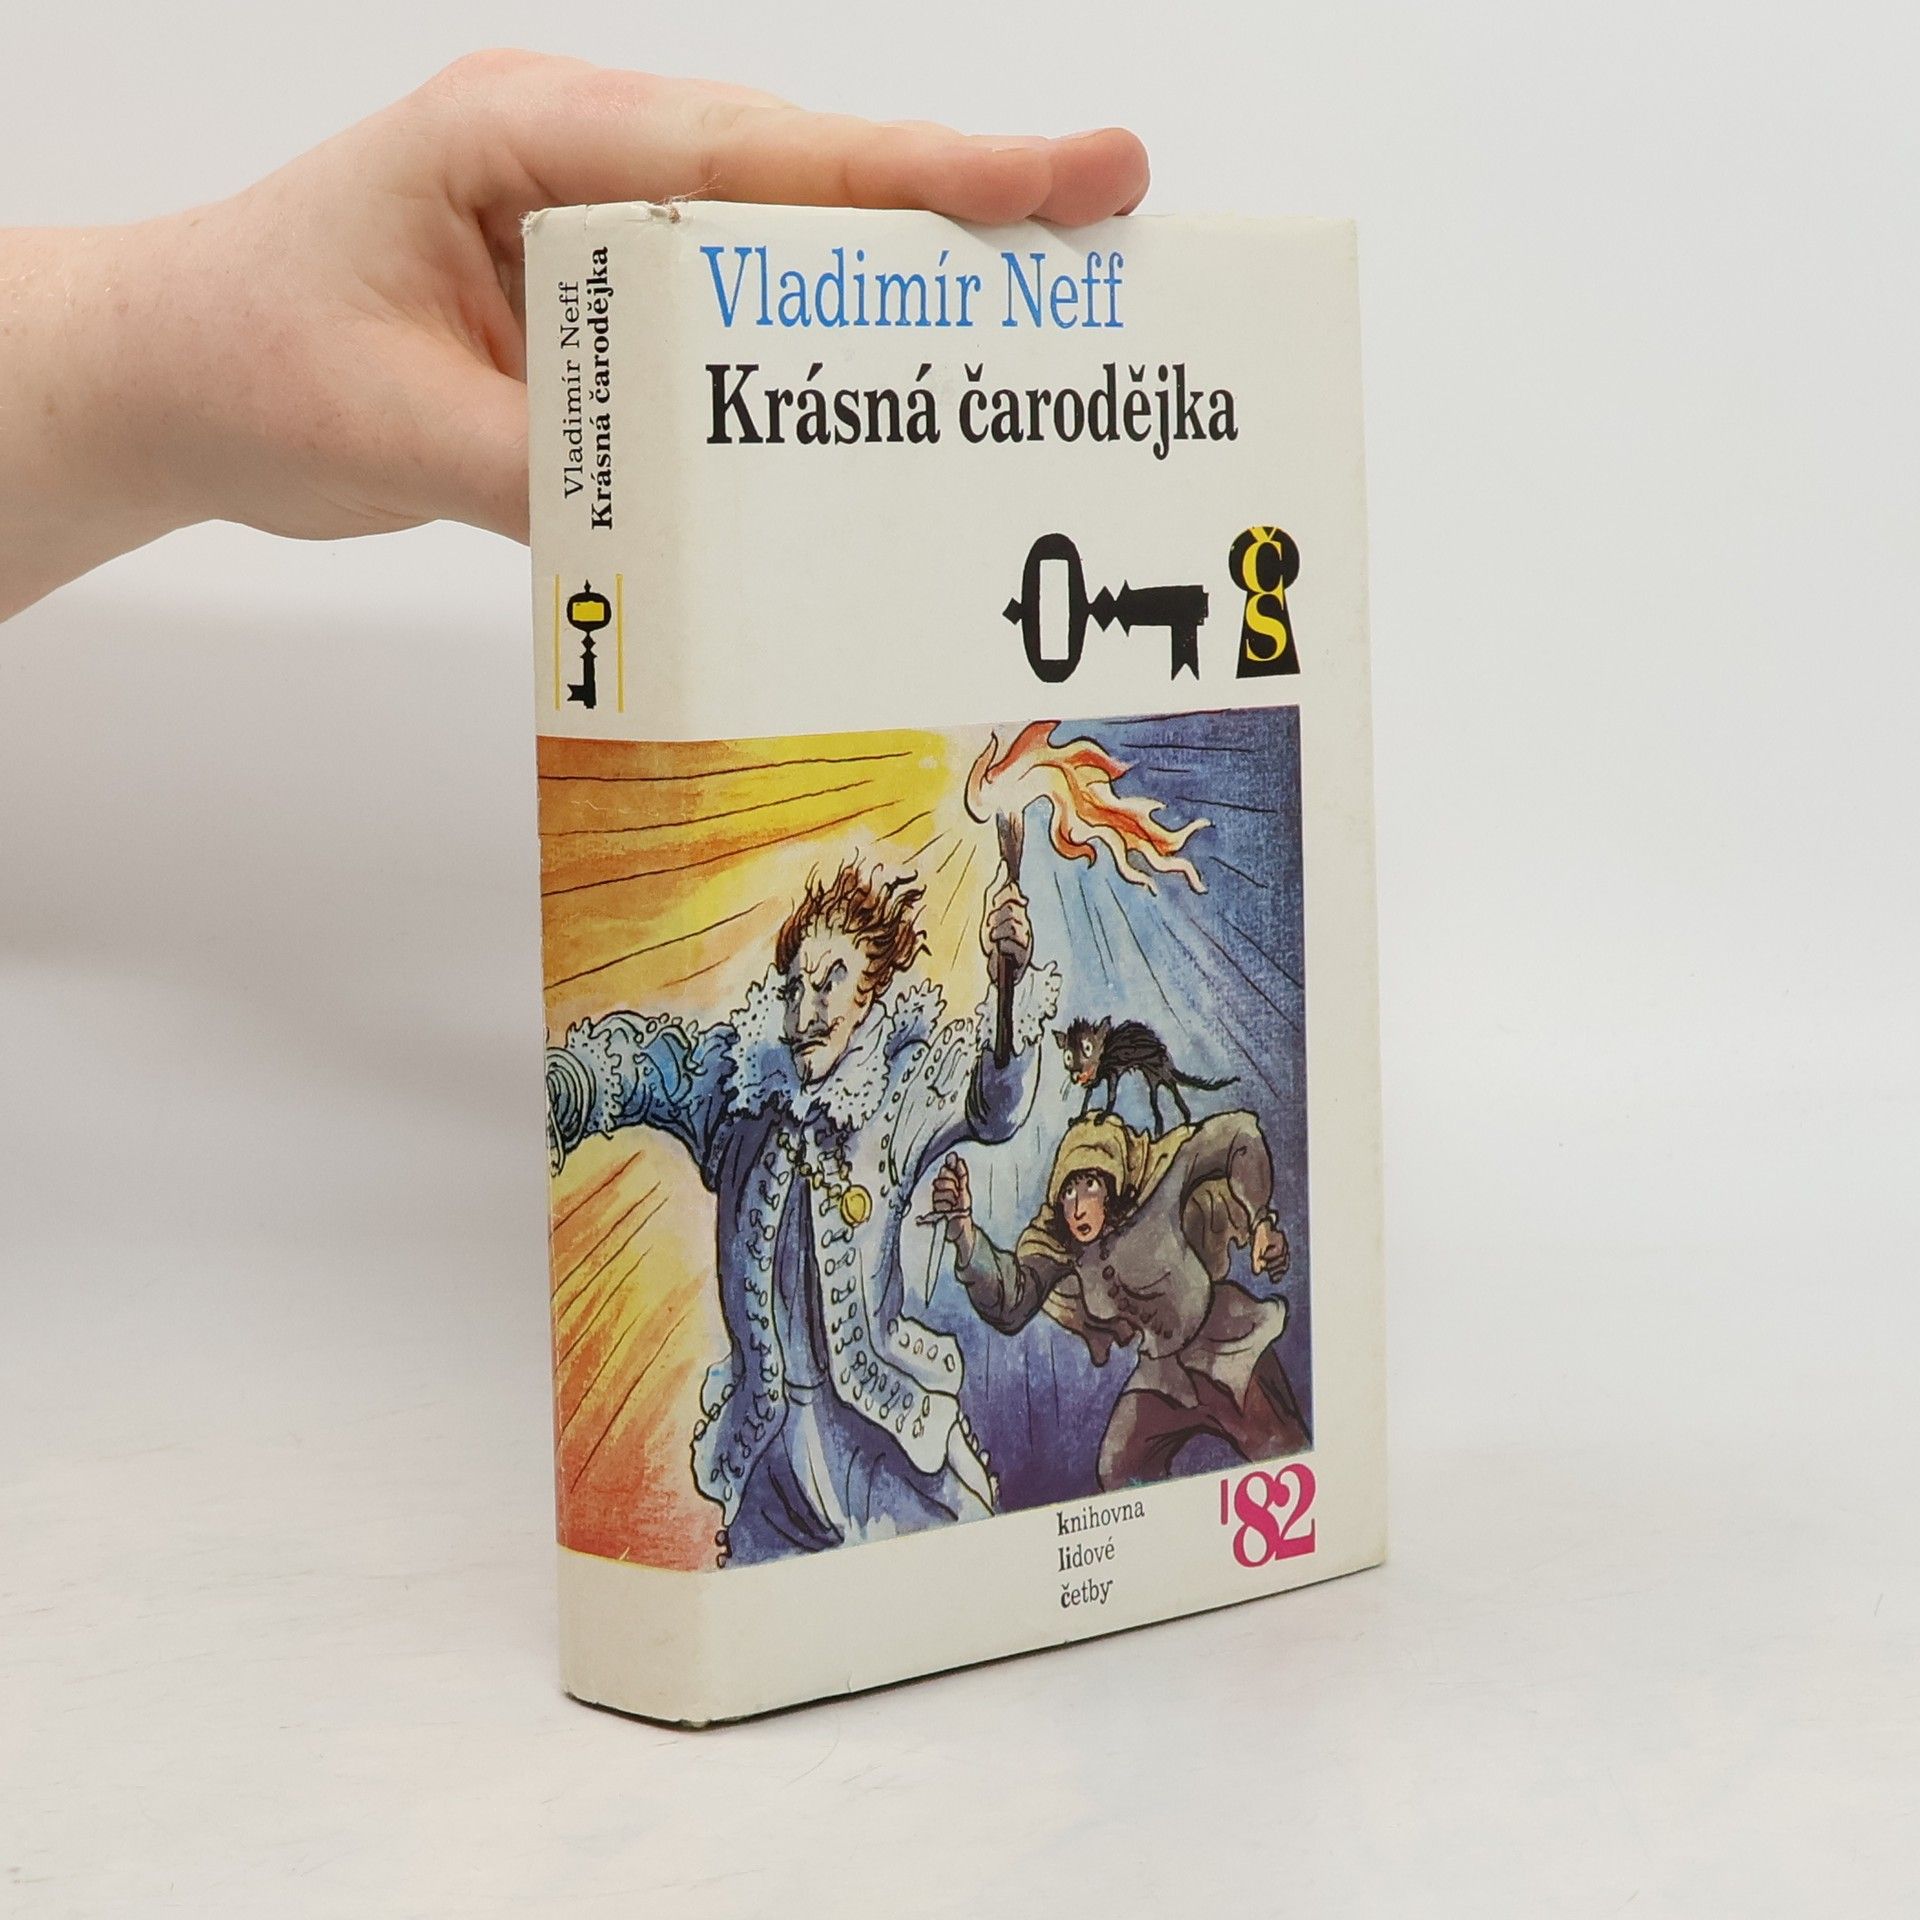 Vladimír Neff
Krásná čarodějka
Vladimír Neff
Krásná čarodějka
ČS
knihovna
lidové
četby
'82